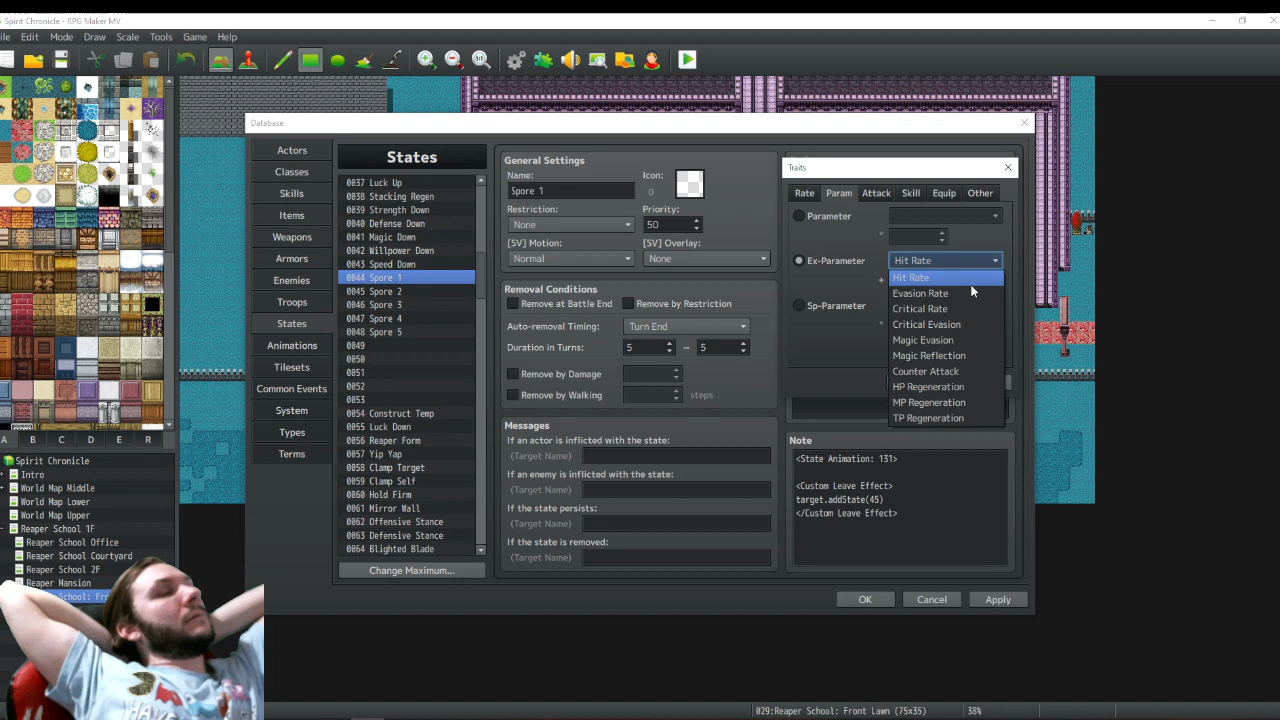 Spirit Chronicle - RPG Maker MV
ile Edit Mode Draw Scale Tools Game Help
1:1
Database
Actors
Classes
Skills
Items
Weapons
Armors
Enemies
Troops
States
Animations
Tilesets
Common Events
System
Types
Terms
States
0037 Luck Up
0038 Stacking Regen
0039 Strength Down
0040 Defense Down
0041 Magic Down
0042 Willpower Down
0043 Speed Down
0044 Spore 1
0045 Spore 2
0046 Spore 3
0047 Spore 4
0048 Spore 5
0049
0050
0051
0052
0053
0054 Construct Temp
0055 Luck Down
0056 Reaper Form
0057 Yip Yap
0058 Clamp Target
0059 Clamp Self
0060 Hold Firm
0061 Mirror Wall
0062 Offensive Stance
0063 Defensive Stance
0064 Blighted Blade
Change Maximum...
General Settings
Name: Icon:
Spore 1 0
Restriction: Priority:
None 50
[SV] Motion: [SV] Overlay:
Normal None
Removal Conditions
Remove at Battle End Remove by Restriction
Auto-removal Timing: Turn End
Duration in Turns: 5 ~ 5
Remove by Damage
Remove by Walking steps
Messages
If an actor is inflicted with the state:
(Target Name)
If an enemy is inflicted with the state:
(Target Name)
If the state persists:
(Target Name)
If the state is removed:
(Target Name)
Traits
Rate Param Attack Skill Equip Other
Parameter
*
Ex-Parameter Hit Rate
+
Sp-Parameter
*
Hit Rate
Evasion Rate
Critical Rate
Critical Evasion
Magic Evasion
Magic Reflection
Counter Attack
HP Regeneration
MP Regeneration
TP Regeneration
Note
<State Animation: 131>
<Custom Leave Effect>
target.addState(45)
</Custom Leave Effect>
OK Cancel Apply
A B C D E R
Spirit Chronicle
Intro
World Map Middle
World Map Lower
World Map Upper
Reaper School 1F
Reaper School Office
Reaper School Courtyard
Reaper School 2F
Reaper Mansion
School: Fr
029:Reaper School: Front Lawn (75x35) 38%